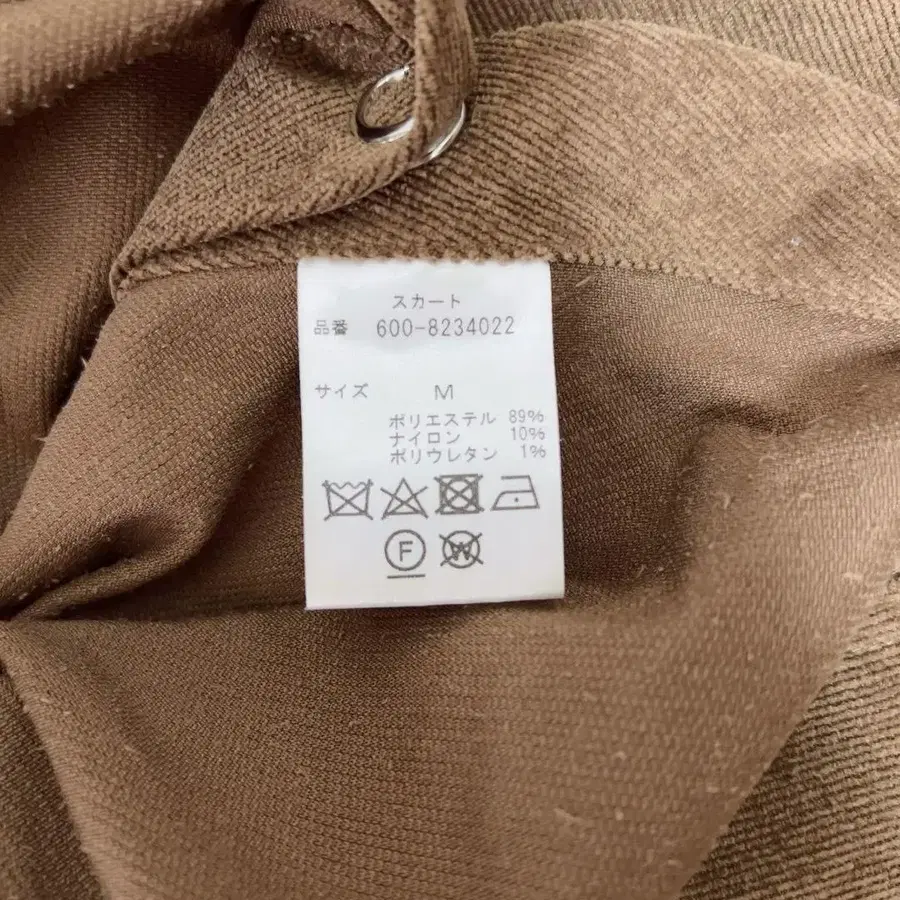 スカート
品番 600-8234022
サイズ M
ポリエステル 89%
ナイロン 10%
ポリウレタン 1%
F W